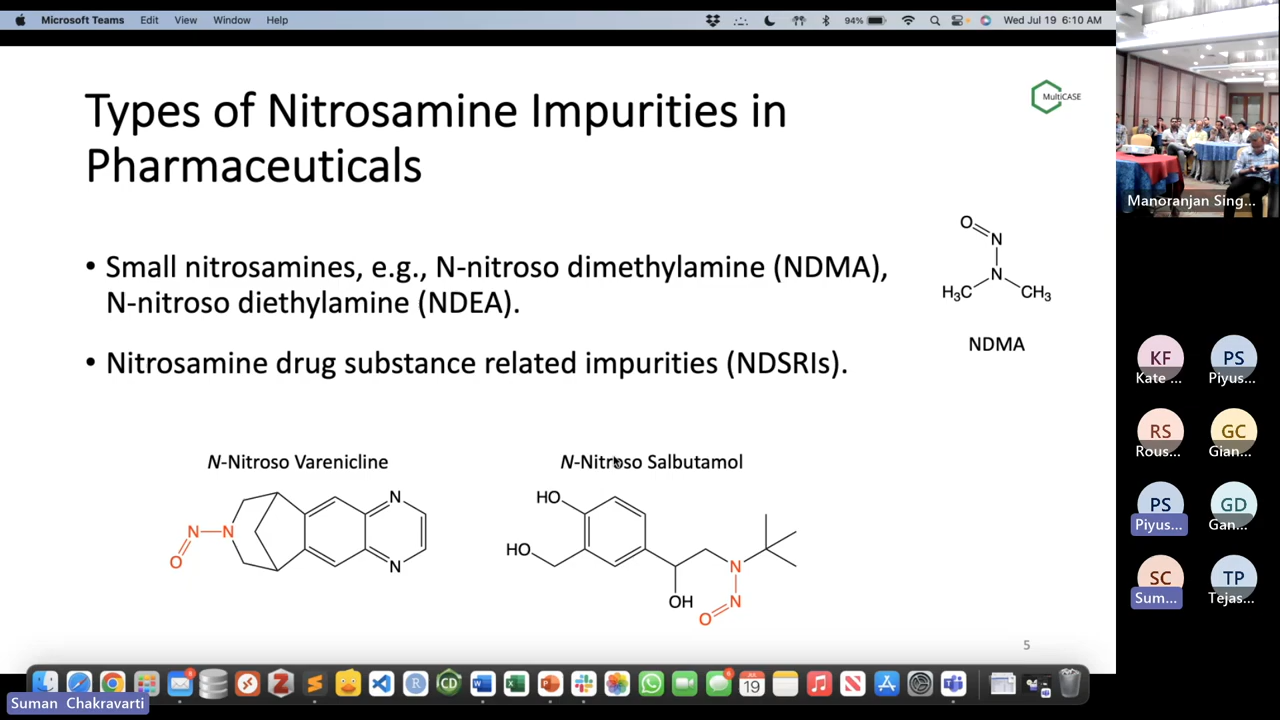 Microsoft Teams Edit View Window Help 94% Wed Jul 19 6:10 AM
Types of Nitrosamine Impurities in
Pharmaceuticals
MultiCASE
• Small nitrosamines, e.g., N-nitroso dimethylamine (NDMA),
N-nitroso diethylamine (NDEA).
• Nitrosamine drug substance related impurities (NDSRIs).
O
N
N
H₃C CH₃
NDMA
N-Nitroso Varenicline
N
N N
O
N
N-Nitroso Salbutamol
HO
HO
N
OH N
O
5
Manoranjan Sing...
KF PS
Kate ... Piyus...
RS GC
Rous... Gian...
PS GD
Piyus... Gan...
SC TP
Sum... Tejas...
JUL
19
CD
Suman Chakravarti